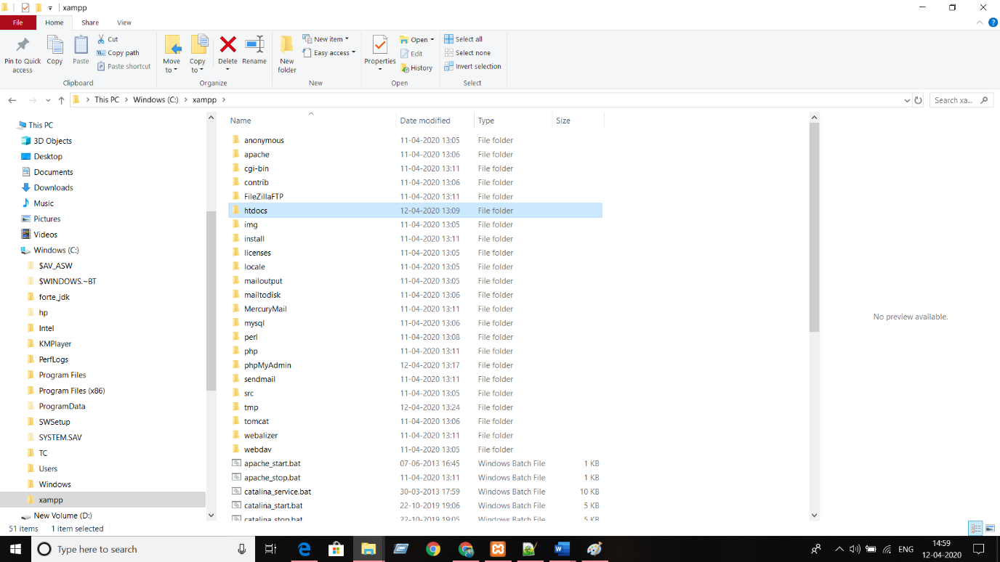 xampp
File Home Share View
Pin to Quick access
Copy
Paste
Cut
Copy path
Paste shortcut
Clipboard
Move to
Copy to
Delete
Rename
Organize
New folder
New item
Easy access
New
Properties
Open
Edit
History
Open
Select all
Select none
Invert selection
Select
This PC > Windows (C:) > xampp >
Search xa...
This PC
3D Objects
Desktop
Documents
Downloads
Music
Pictures
Videos
Windows (C:)
$AV_ASW
$WINDOWS.~BT
forte_jdk
hp
Intel
KMPlayer
PerfLogs
Program Files
Program Files (x86)
ProgramData
SWSetup
SYSTEM.SAV
TC
Users
Windows
xampp
New Volume (D:)
Name Date modified Type Size
anonymous 11-04-2020 13:05 File folder
apache 11-04-2020 13:06 File folder
cgi-bin 11-04-2020 13:11 File folder
contrib 11-04-2020 13:06 File folder
FileZillaFTP 11-04-2020 13:11 File folder
htdocs 12-04-2020 13:09 File folder
img 11-04-2020 13:05 File folder
install 11-04-2020 13:11 File folder
licenses 11-04-2020 13:05 File folder
locale 11-04-2020 13:05 File folder
mailoutput 11-04-2020 13:05 File folder
mailtodisk 11-04-2020 13:06 File folder
MercuryMail 11-04-2020 13:11 File folder
mysql 11-04-2020 13:06 File folder
perl 11-04-2020 13:08 File folder
php 11-04-2020 13:11 File folder
phpMyAdmin 12-04-2020 13:17 File folder
sendmail 11-04-2020 13:11 File folder
src 11-04-2020 13:05 File folder
tmp 12-04-2020 13:24 File folder
tomcat 11-04-2020 13:06 File folder
webalizer 11-04-2020 13:11 File folder
webdav 11-04-2020 13:05 File folder
apache_start.bat 07-06-2013 16:45 Windows Batch File 1 KB
apache_stop.bat 11-04-2020 13:11 Windows Batch File 1 KB
catalina_service.bat 30-03-2013 17:59 Windows Batch File 10 KB
catalina_start.bat 22-10-2019 19:06 Windows Batch File 5 KB
catalina_stop.bat 22-10-2019 19:05 Windows Batch File 5 KB
No preview available.
51 items 1 item selected
Type here to search
ENG
14:59
12-04-2020